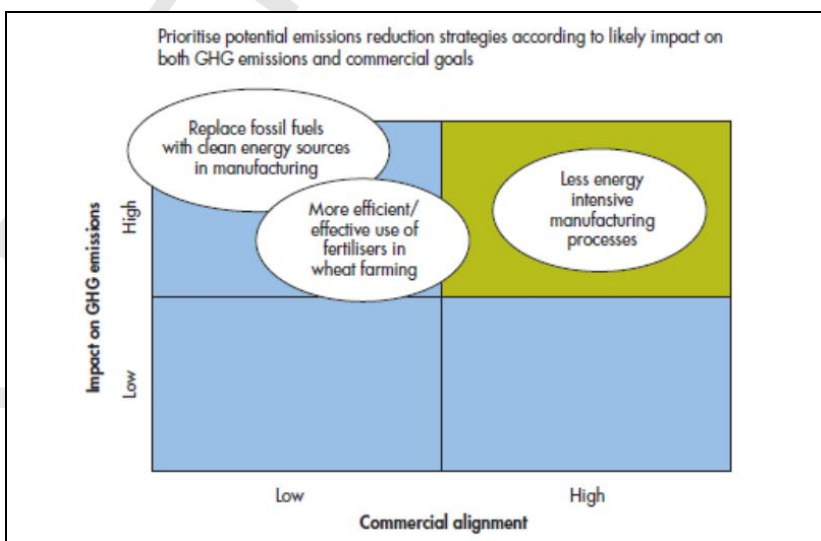 Prioritise potential emissions reduction strategies according to likely impact on
both GHG emissions and commercial goals
Replace fossil fuels
with clean energy sources
in manufacturing
More efficient/
effective use of
fertilisers in
wheat farming
Less energy
intensive
manufacturing
processes
Impact on GHG emissions
High
Low
Low
High
Commercial alignment